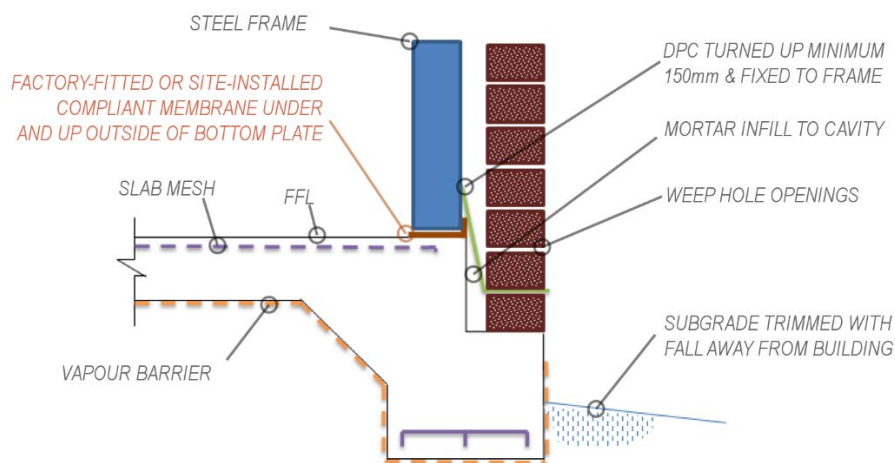 STEEL FRAME
FACTORY-FITTED OR SITE-INSTALLED
COMPLIANT MEMBRANE UNDER
AND UP OUTSIDE OF BOTTOM PLATE
SLAB MESH
FFL
VAPOUR BARRIER
DPC TURNED UP MINIMUM
150mm & FIXED TO FRAME
MORTAR INFILL TO CAVITY
WEEP HOLE OPENINGS
SUBGRADE TRIMMED WITH
FALL AWAY FROM BUILDING